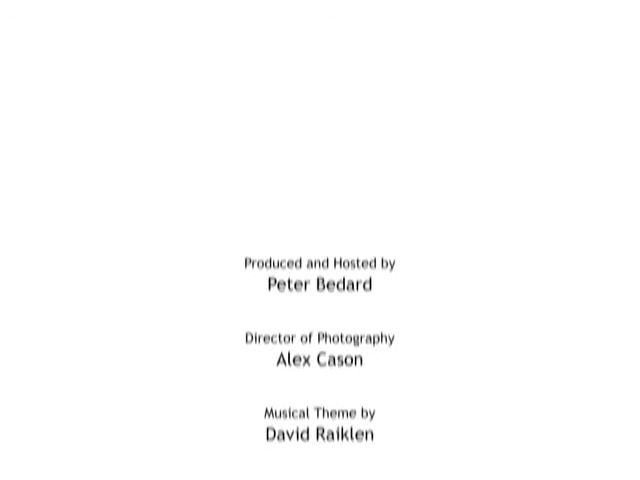 Produced and Hosted by
Peter Bedard
Director of Photography
Alex Cason
Musical Theme by
David Raiklen